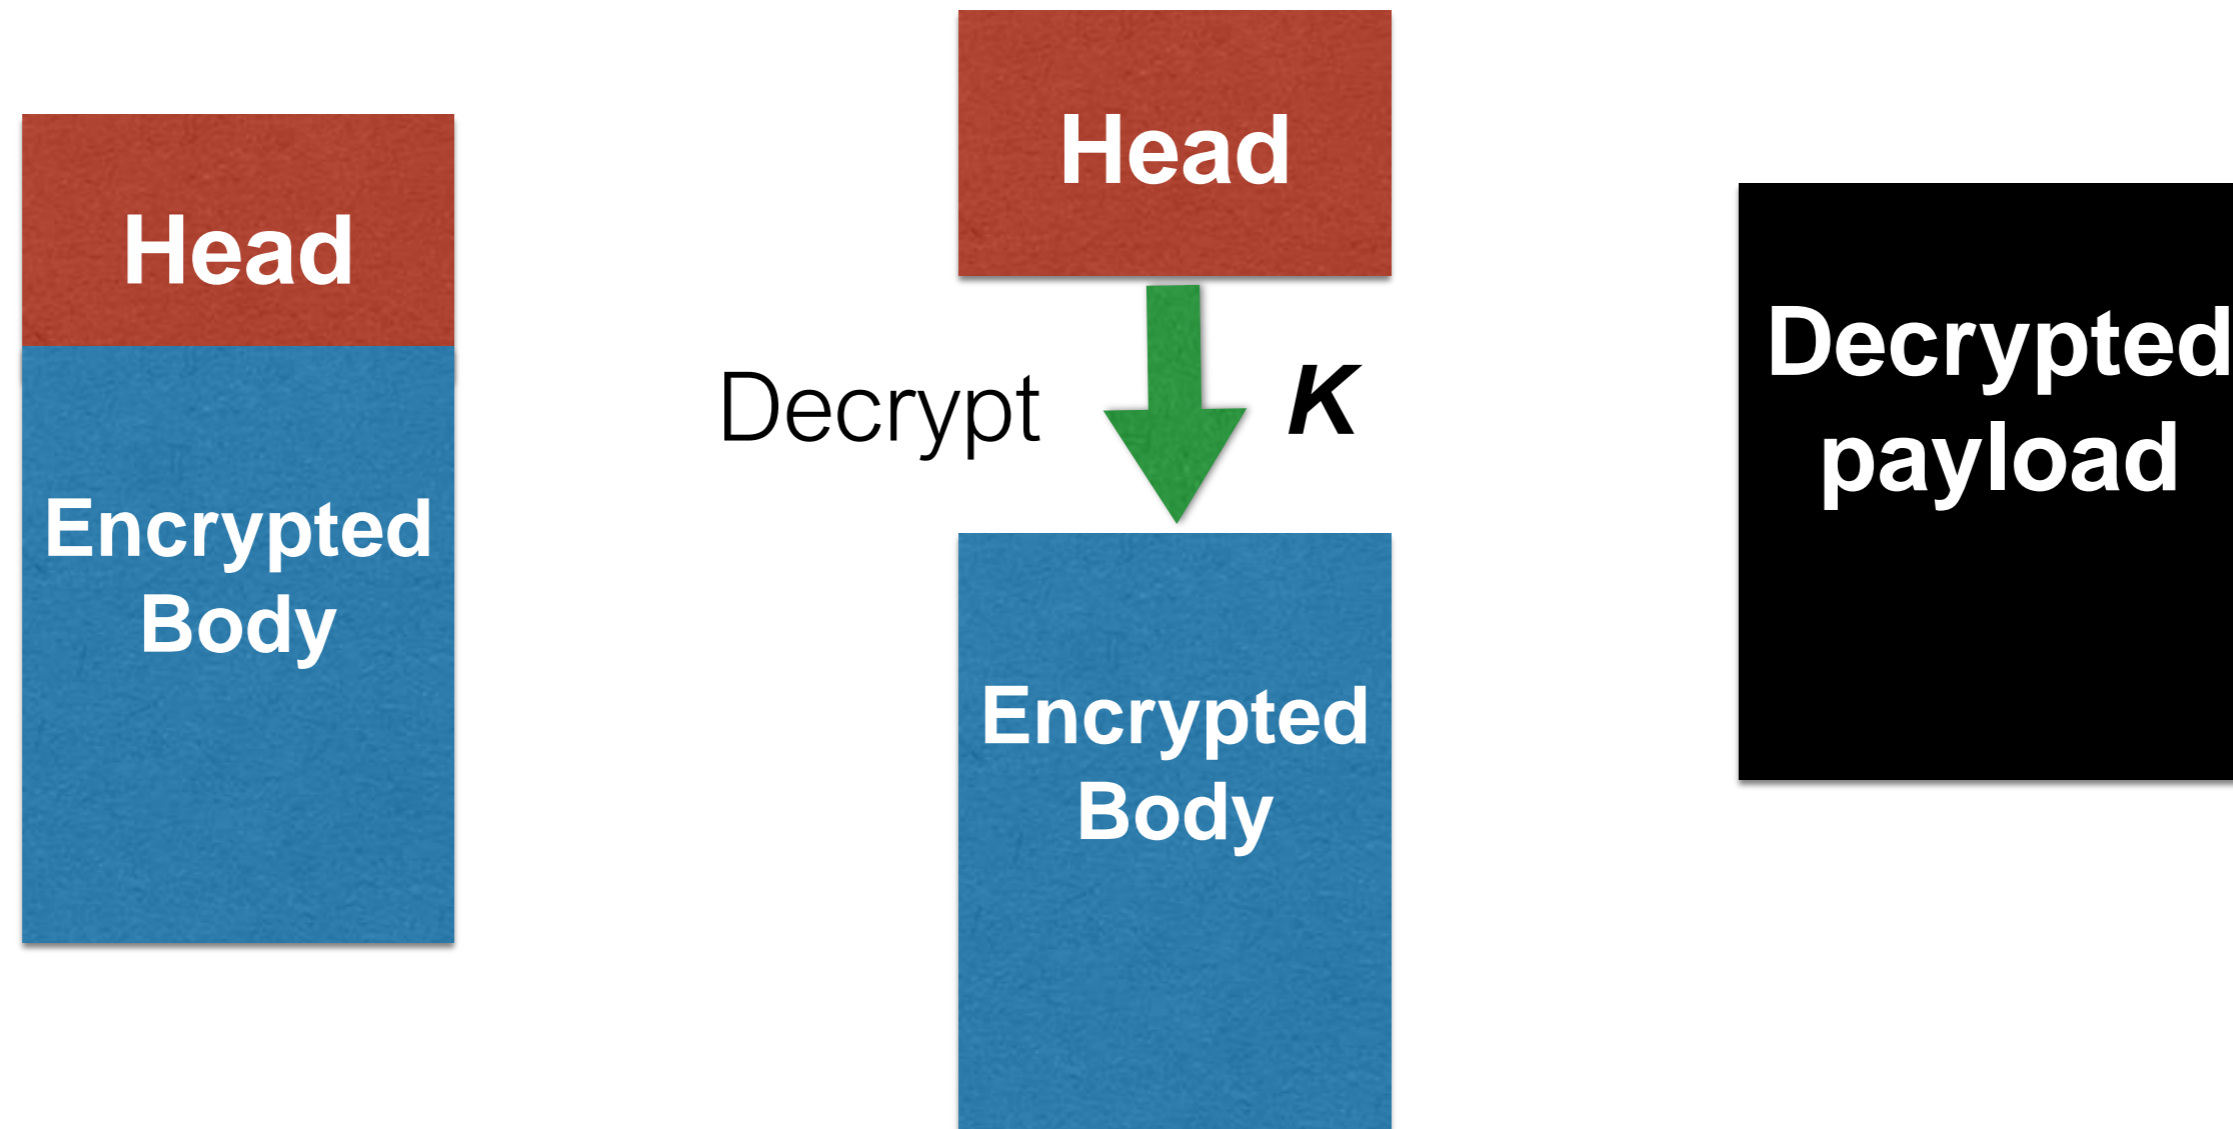 Head
Encrypted
Body
Head
Decrypt K
Encrypted
Body
Decrypted
payload